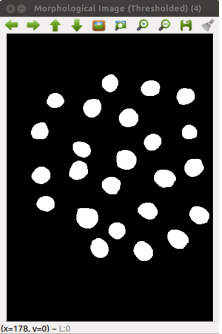 Morphological Image (Thresholded) (4)
(x=178, y=0) ~ L:0